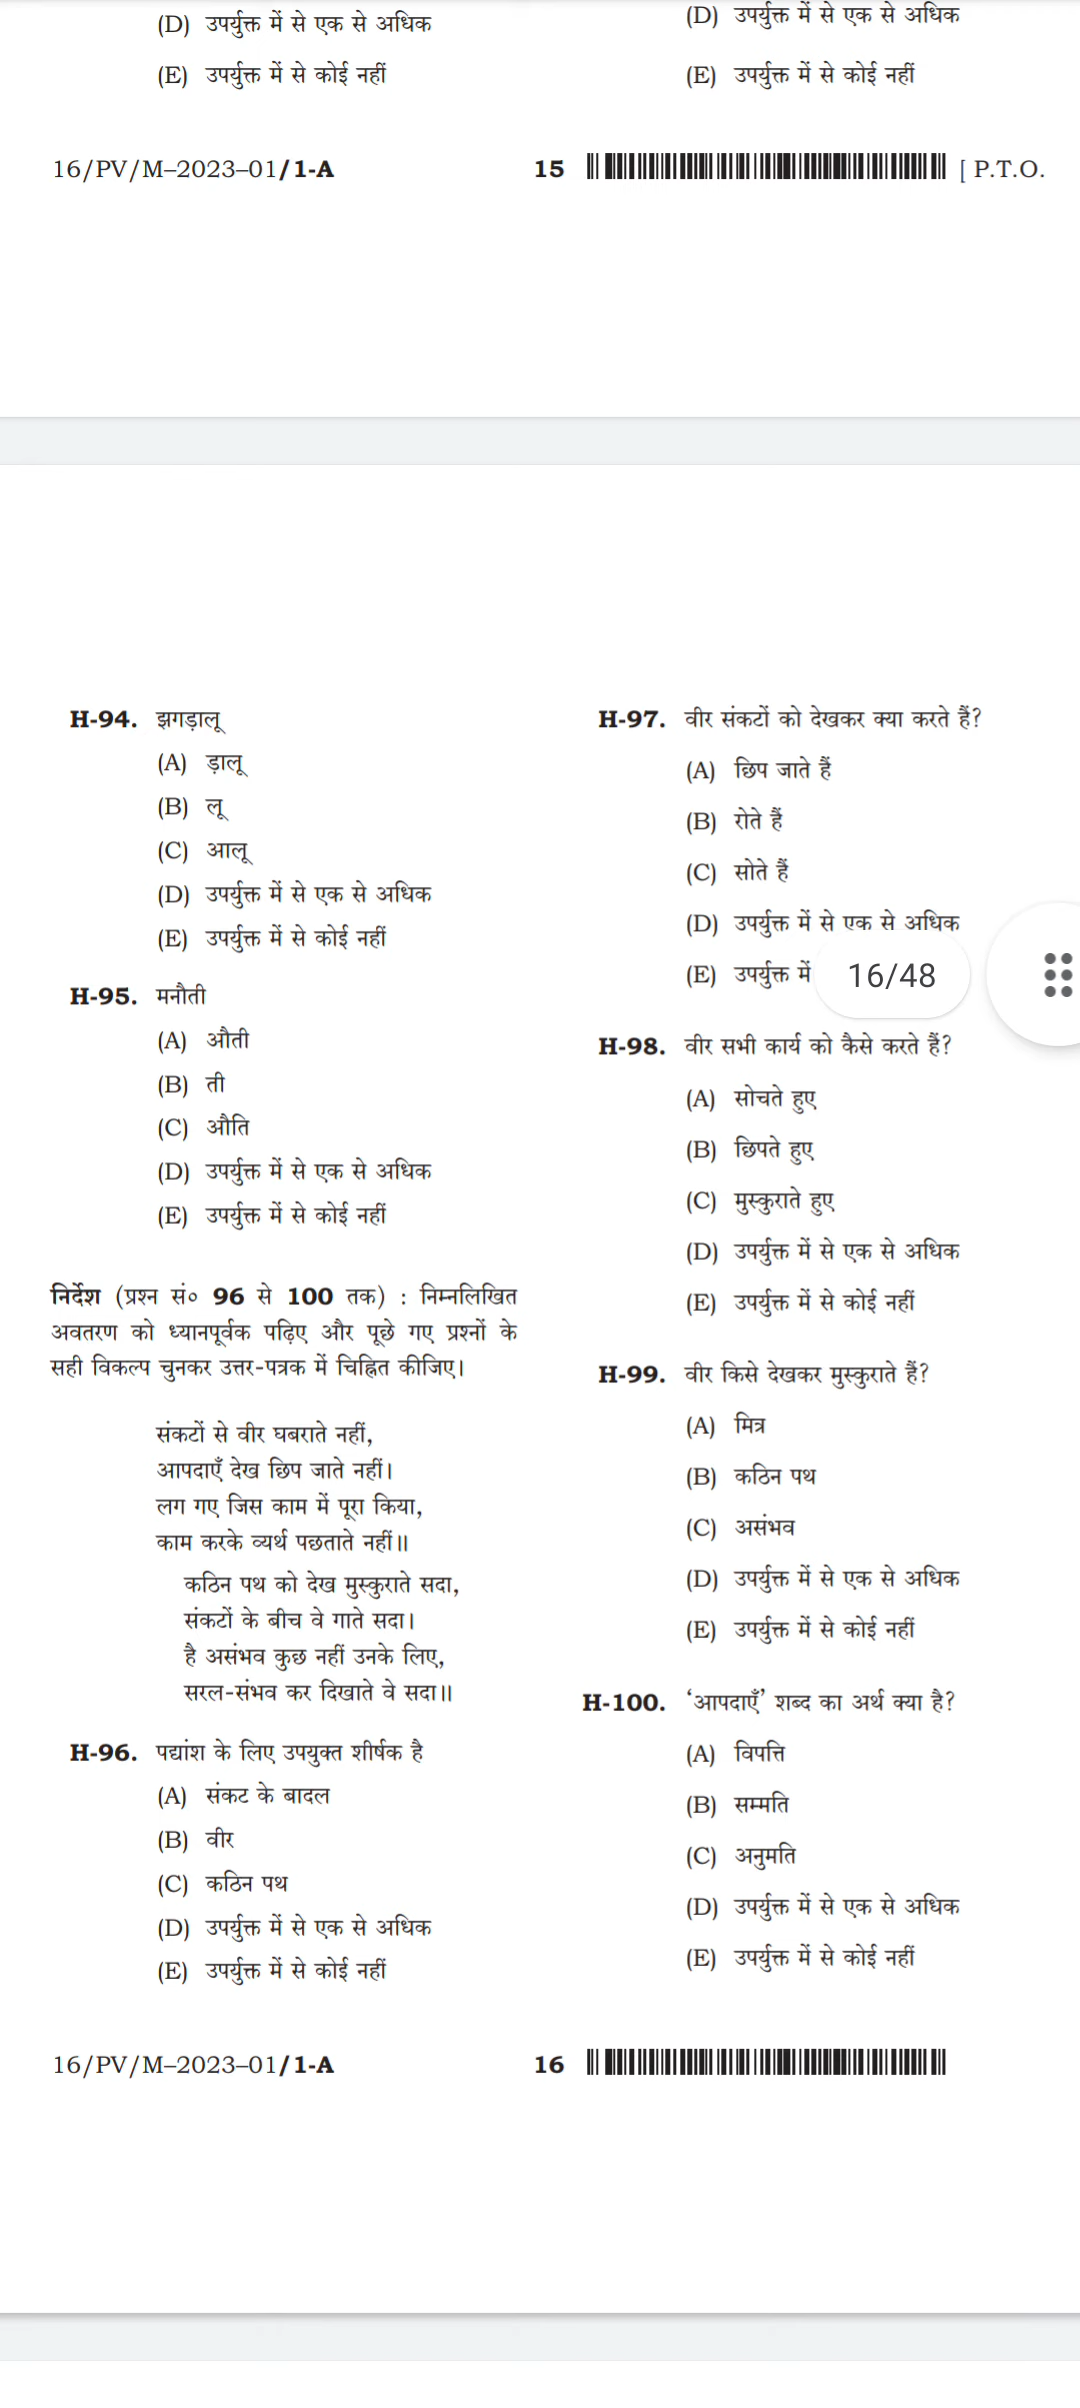 (D) उपर्युक्त में से एक से अधिक
(E) उपर्युक्त में से कोई नहीं
(D) उपर्युक्त में से एक से अधिक
(E) उपर्युक्त में से कोई नहीं
16/PV/M–2023–01/1-A 15 [ P.T.O.
H-94. झगड़ालू
(A) ड़ालू
(B) लू
(C) आलू
(D) उपर्युक्त में से एक से अधिक
(E) उपर्युक्त में से कोई नहीं
H-95. मनौती
(A) औती
(B) ती
(C) औति
(D) उपर्युक्त में से एक से अधिक
(E) उपर्युक्त में से कोई नहीं
निर्देश (प्रश्न सं० 96 से 100 तक) : निम्नलिखित
अवतरण को ध्यानपूर्वक पढ़िए और पूछे गए प्रश्नों के
सही विकल्प चुनकर उत्तर-पत्रक में चिह्नित कीजिए।
संकटों से वीर घबराते नहीं,
आपदाएँ देख छिप जाते नहीं।
लग गए जिस काम में पूरा किया,
काम करके व्यर्थ पछताते नहीं॥
कठिन पथ को देख मुस्कुराते सदा,
संकटों के बीच वे गाते सदा।
है असंभव कुछ नहीं उनके लिए,
सरल-संभव कर दिखाते वे सदा॥
H-96. पद्यांश के लिए उपयुक्त शीर्षक है
(A) संकट के बादल
(B) वीर
(C) कठिन पथ
(D) उपर्युक्त में से एक से अधिक
(E) उपर्युक्त में से कोई नहीं
H-97. वीर संकटों को देखकर क्या करते हैं?
(A) छिप जाते हैं
(B) रोते हैं
(C) सोते हैं
(D) उपर्युक्त में से एक से अधिक
(E) उपर्युक्त में
16/48
H-98. वीर सभी कार्य को कैसे करते हैं?
(A) सोचते हुए
(B) छिपते हुए
(C) मुस्कुराते हुए
(D) उपर्युक्त में से एक से अधिक
(E) उपर्युक्त में से कोई नहीं
H-99. वीर किसे देखकर मुस्कुराते हैं?
(A) मित्र
(B) कठिन पथ
(C) असंभव
(D) उपर्युक्त में से एक से अधिक
(E) उपर्युक्त में से कोई नहीं
H-100. ‘आपदाएँ’ शब्द का अर्थ क्या है?
(A) विपत्ति
(B) सम्मति
(C) अनुमति
(D) उपर्युक्त में से एक से अधिक
(E) उपर्युक्त में से कोई नहीं
16/PV/M–2023–01/1-A 16